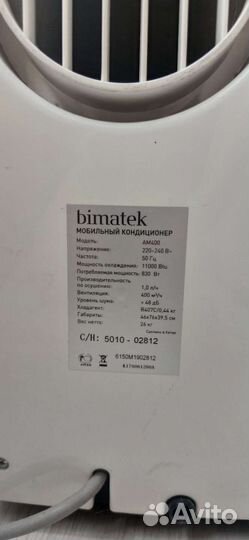 bimatek
МОБИЛЬНЫЙ КОНДИЦИОНЕР
Модель: AM400
Напряжение: 220-240 В~
Частота: 50 Гц
Мощность охлаждения: 11000 Btu
Потребляемая мощность: 830 Вт
Производительность
по осушению: 1,0 л/ч
Вентиляция: 400 м³/ч
Уровень шума: < 48 дБ
Хладагент: R407C/0,44 кг
Габариты: 46x76x39,5 см
Вес нетто: 26 кг
Сделано в Китае
С/Н: 5010 - 02812
6150M1902812
Avito